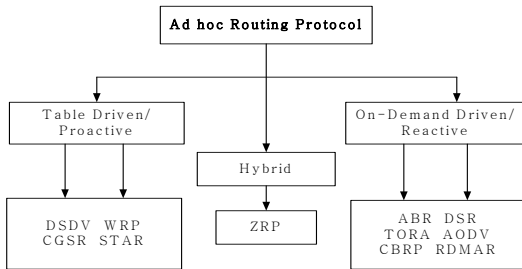 Ad hoc Routing Protocol
Table Driven/
Proactive
On-Demand Driven/
Reactive
Hybrid
DSDV WRP
CGSR STAR
ZRP
ABR DSR
TORA AODV
CBRP RDMAR